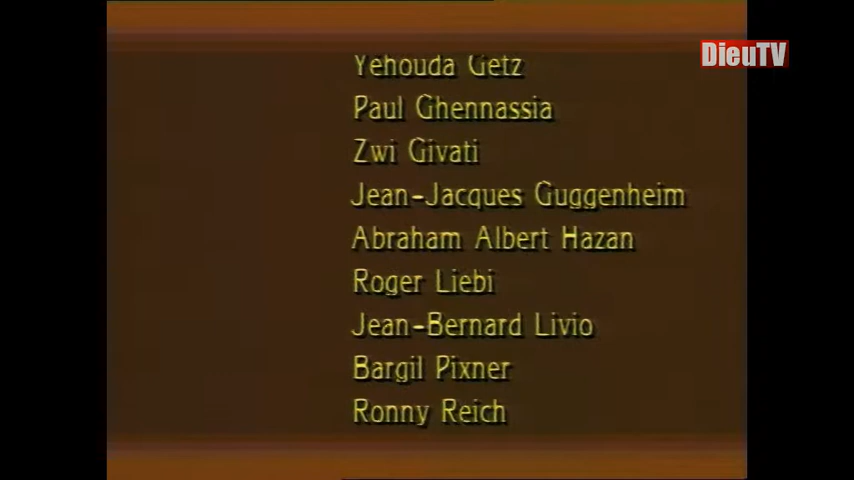 DieuTV
Yehouda Getz
Paul Ghennassia
Zwi Givati
Jean-Jacques Guggenheim
Abraham Albert Hazan
Roger Liebi
Jean-Bernard Livio
Bargil Pixner
Ronny Reich